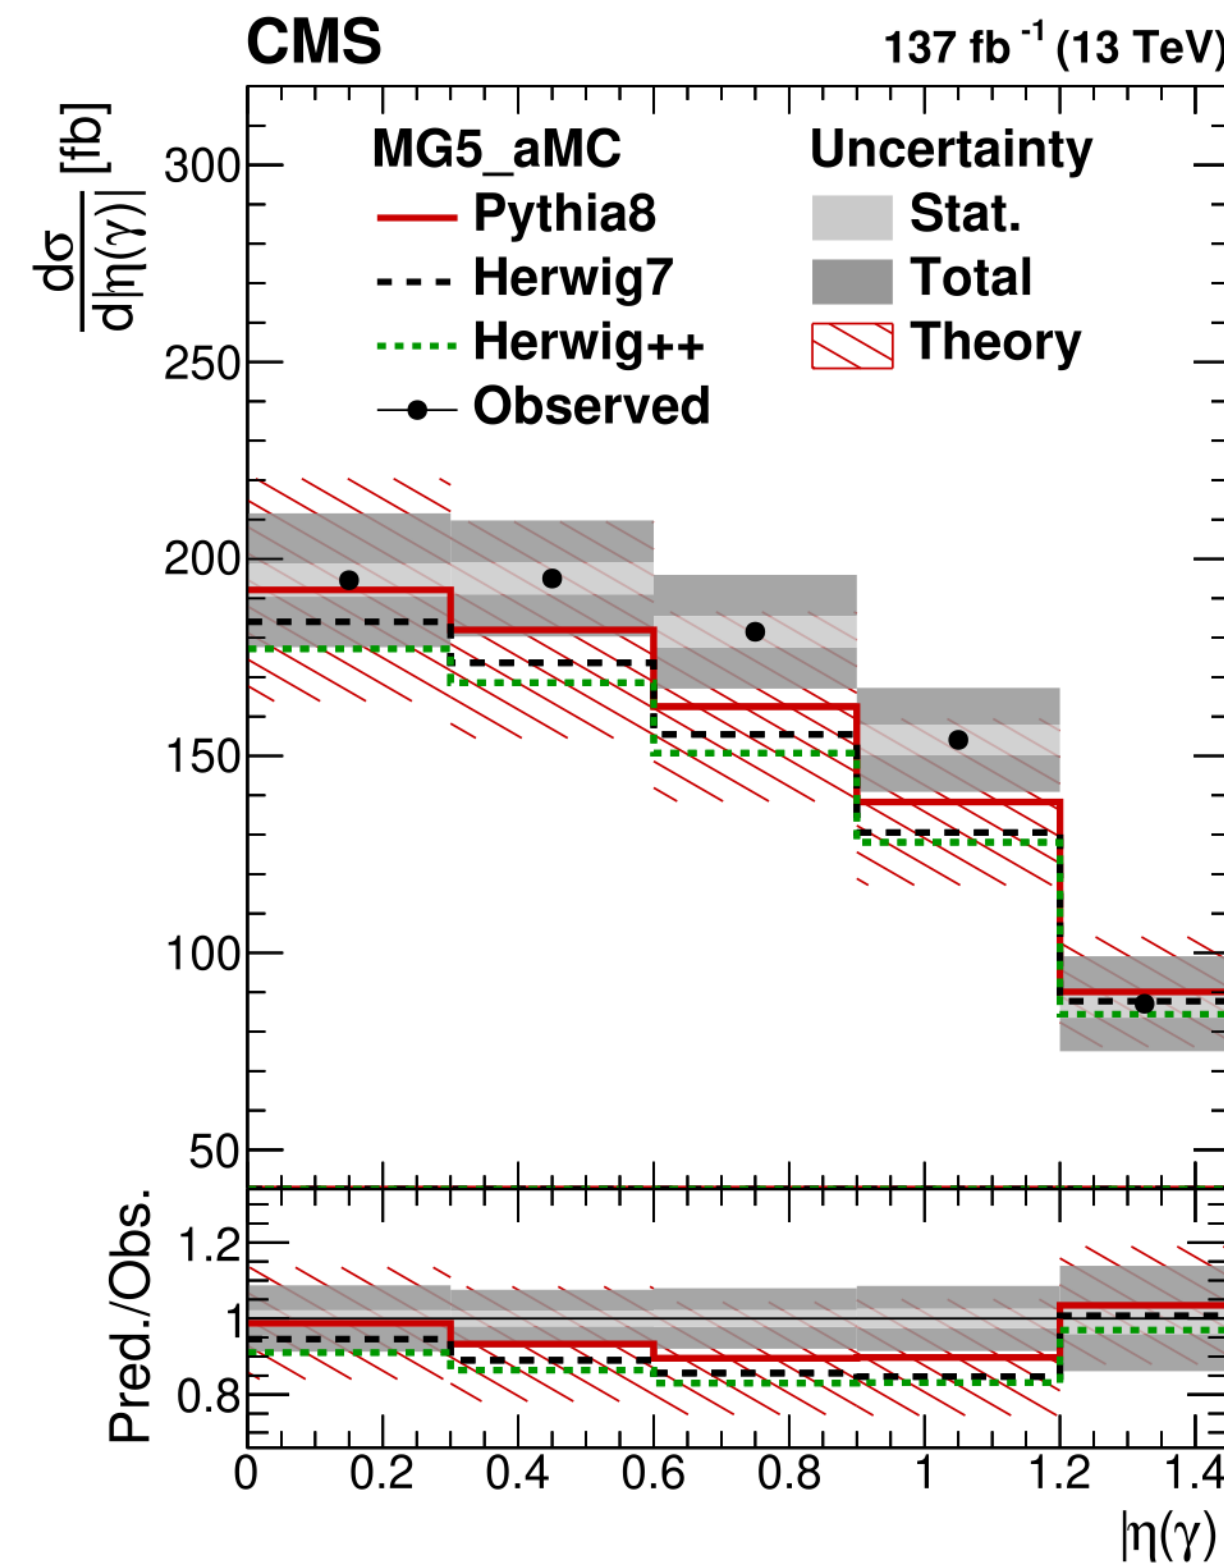 CMS 137 fb⁻¹ (13 TeV)
dσ
d|η(γ)| [fb]
MG5_aMC Uncertainty
Pythia8 Stat.
Herwig7 Total
Herwig++ Theory
Observed
300
250
200
150
100
50
Pred./Obs.
1.2
1
0.8
0 0.2 0.4 0.6 0.8 1 1.2 1.4
|η(γ)